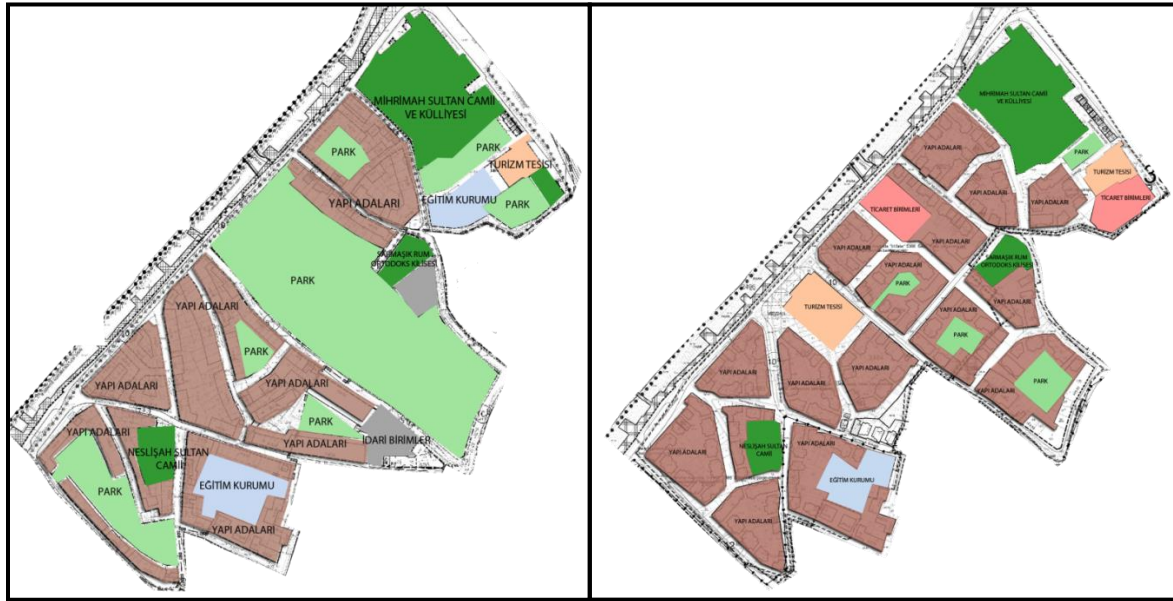 MİHRİMAH SULTAN CAMİİ
VE KÜLLİYESİ
PARK
PARK
TURİZM TESİSİ
YAPI ADALARI
EĞİTİM KURUMU
PARK
SARMAŞIK RUM
ORTODOKS KİLİSESİ
PARK
YAPI ADALARI
PARK
YAPI ADALARI
YAPI ADALARI
PARK
YAPI ADALARI
YAPI ADALARI
İDARİ BİRİMLER
NESLİŞAH SULTAN
CAMİİ
EĞİTİM KURUMU
PARK
YAPI ADALARI
MİHRİMAH SULTAN CAMİİ
VE KÜLLİYESİ
YAPI ADALARI
PARK
TURİZM TESİSİ
TİCARET BİRİMLERİ
YAPI ADALARI
YAPI ADALARI
TİCARET BİRİMLERİ
YAPI ADALARI
YAPI ADALARI
SARMAŞIK RUM
ORTODOKS KİLİSESİ
YAPI ADALARI
PARK
YAPI ADALARI
TURİZM TESİSİ
10
YAPI ADALARI
PARK
YAPI ADALARI
10
YAPI ADALARI
YAPI ADALARI
YAPI ADALARI
PARK
YAPI ADALARI
NESLİŞAH SULTAN
CAMİİ
YAPI ADALARI
EĞİTİM KURUMU
YAPI ADALARI
12